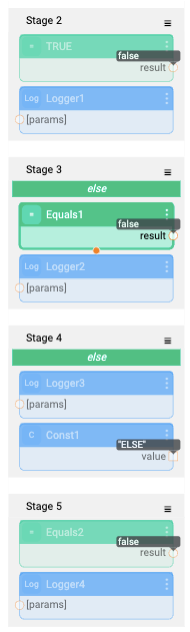 Stage 2
TRUE
false
result
Log Logger1
[params]
Stage 3
else
Equals1
false
result
Log Logger2
[params]
Stage 4
else
Log Logger3
[params]
C Const1
"ELSE"
value
Stage 5
Equals2
false
result
Log Logger4
[params]